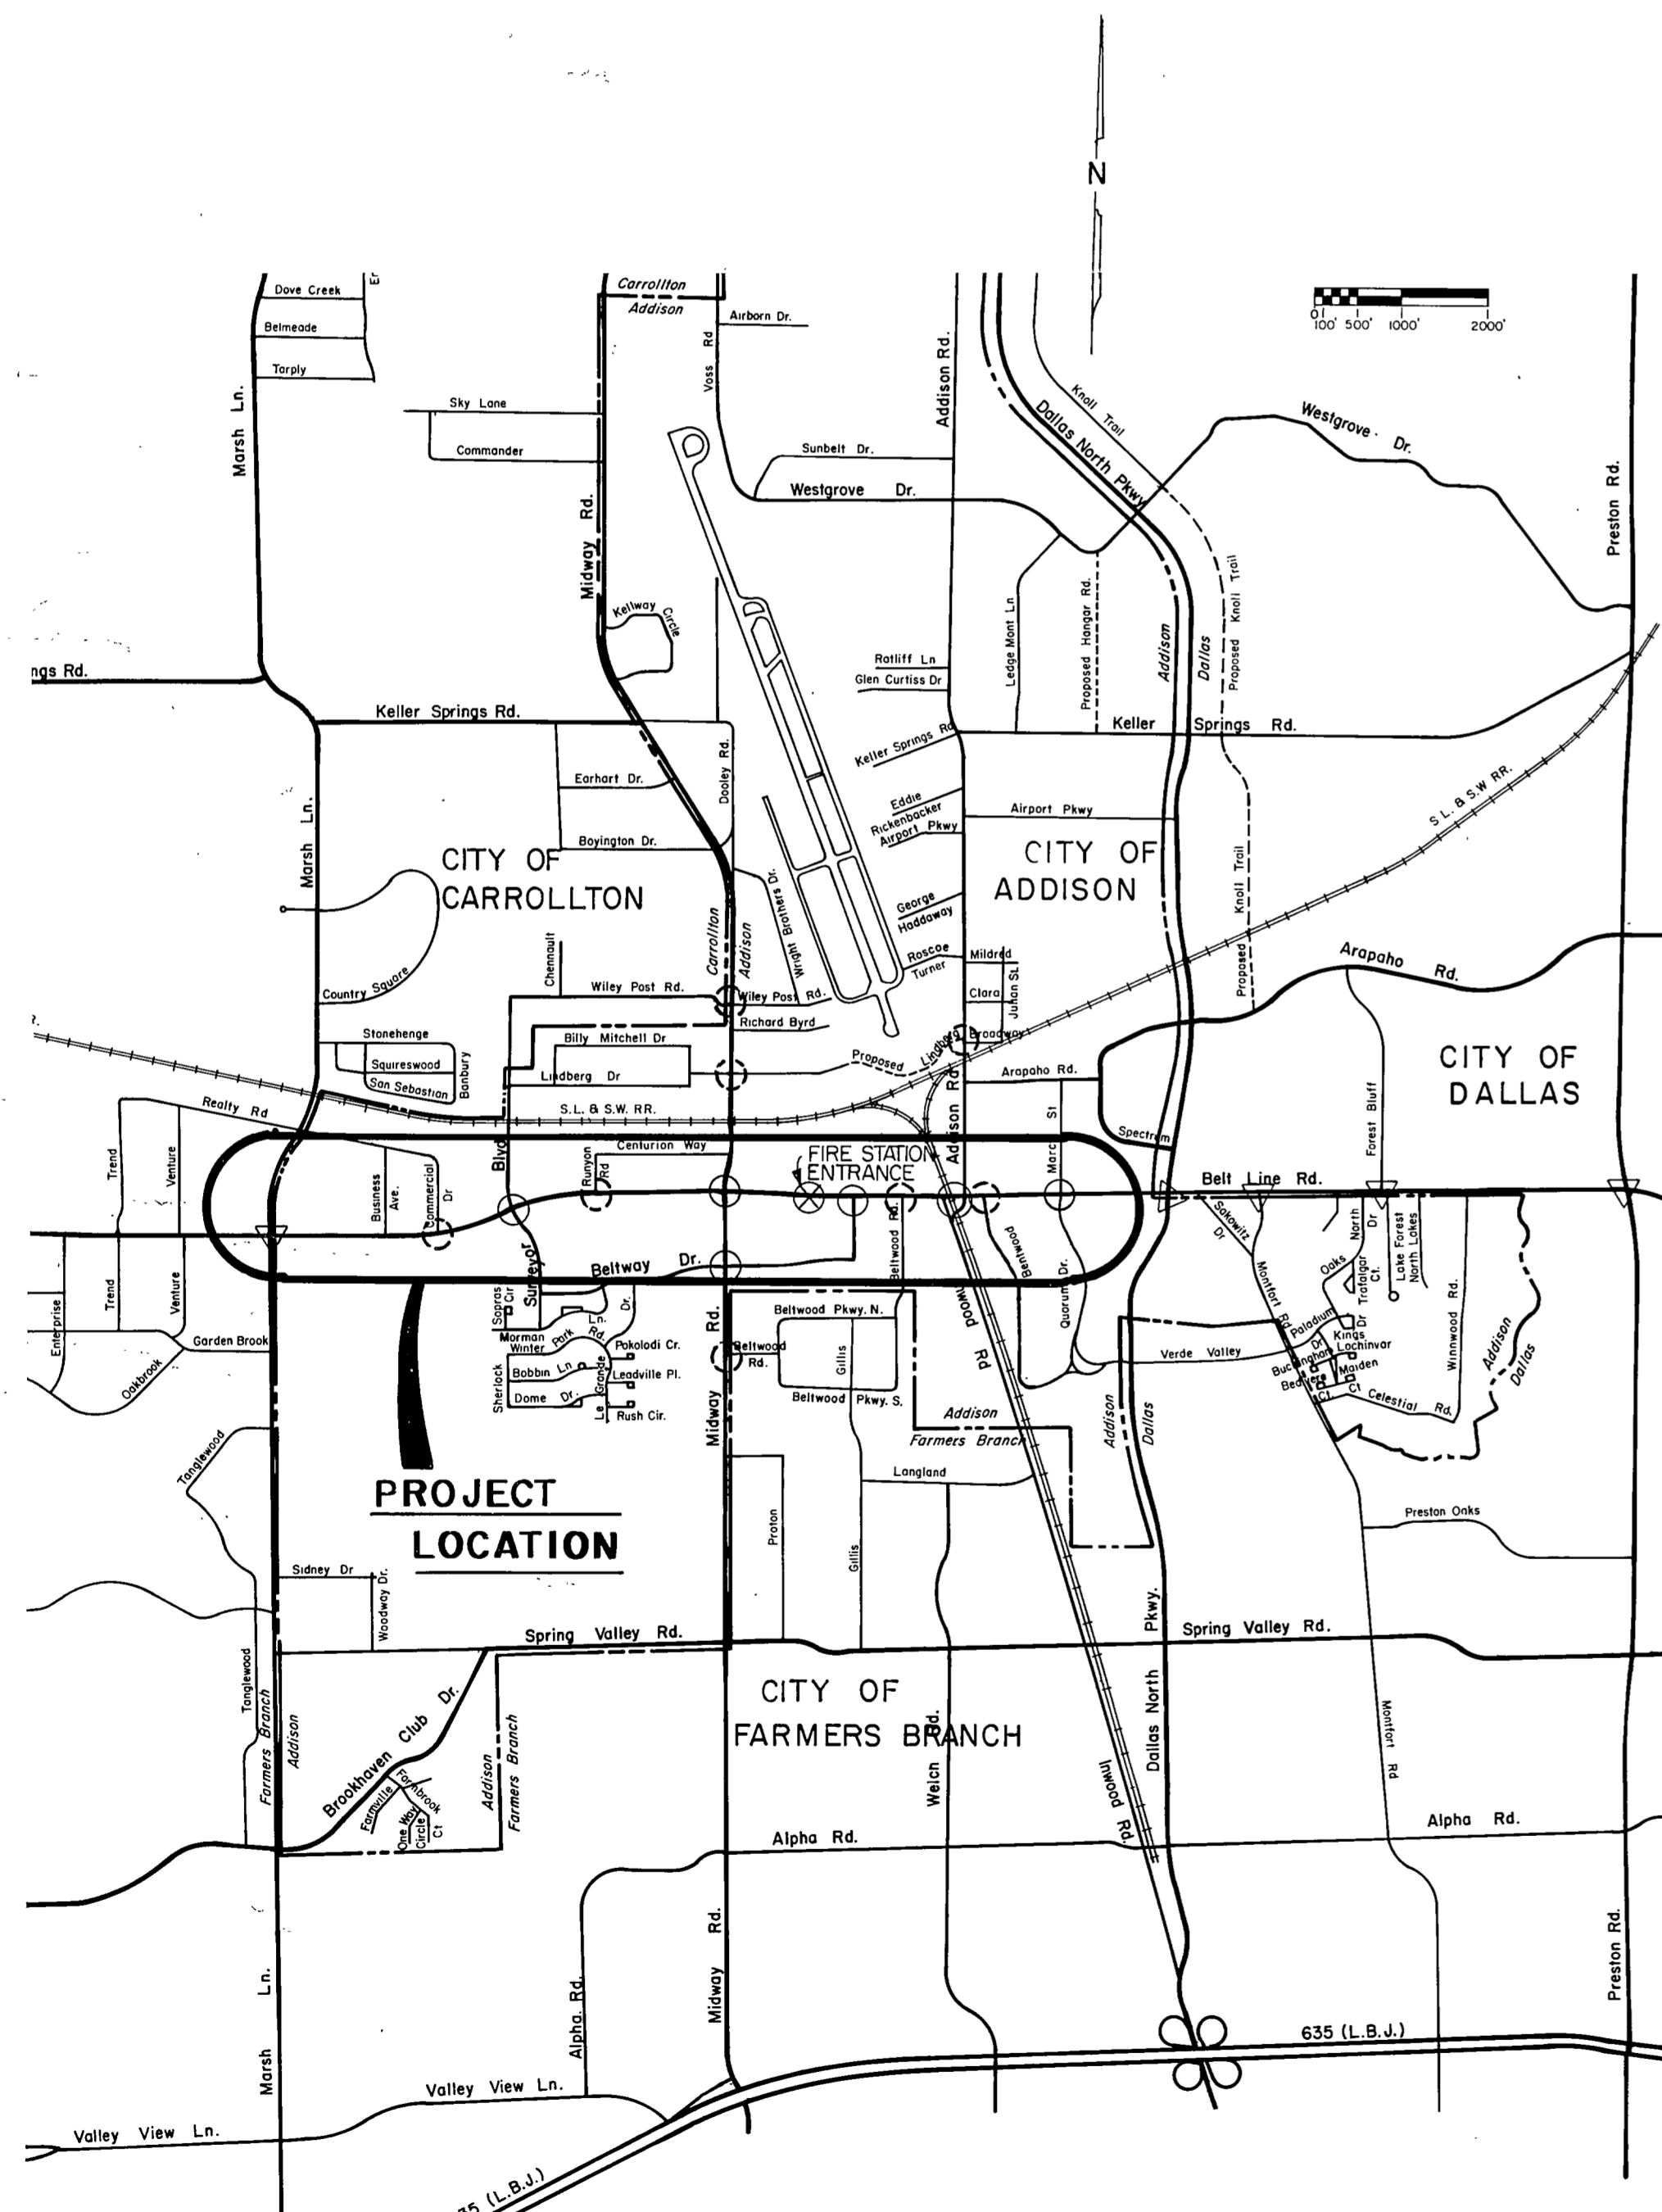 N
0 100' 500' 1000' 2000'
Dove Creek
Belmeade
Tarply
Marsh Ln.
Carrollton
Addison
Airborn Dr.
Voss Rd
Addison Rd.
Knoll Trail
Dallas North Pkwy
Westgrove Dr.
Preston Rd.
Sky Lane
Commander
Midway Rd.
Sunbelt Dr.
Westgrove Dr.
Kellway Circle
Ratliff Ln
Glen Curtiss Dr
Ledge Mont Ln
Proposed Hangar Rd.
Addison
Dallas
Proposed Knoll Trail
ngs Rd.
Keller Springs Rd.
Keller Springs Rd
Keller Springs Rd.
Earhart Dr.
Dooley Rd.
Boyington Dr.
Eddie
Rickenbacker
Airport Pkwy
Airport Pkwy
S.L. & S.W RR.
Marsh Ln.
CITY OF
CARROLLTON
CITY OF
ADDISON
Knoll Trail
Proposed
Wright Brothers Dr.
George
Haddaway
Carrollton
Addison
Chennault
Roscoe
Turner
Mildred
Clara
Julian St.
Broadway
Arapaho Rd.
Country Square
Wiley Post Rd.
Wiley Post Rd.
Richard Byrd
Stonehenge
Squireswood
San Sebastian
Banbury
Billy Mitchell Dr
Lindberg Dr
Proposed Lindberg
Arapaho Rd.
CITY OF
DALLAS
R.
Realty Rd
S.L. & S.W. RR.
Addison Rd
Spectrum
Forest Bluff
Trend
Venture
Business Ave.
Commercial Dr
Blvd
Runyon Rd
Centurion Way
FIRE STATION
ENTRANCE
Belt Line Rd.
Surveyor
Beltway Dr.
Beltwood Rd.
Bentwood
Quorum Dr.
Sakowitz Dr
Montfort Rd
Oaks
North Dr
Trafalgar Ct.
Lake Forest
North Lakes
Winnwood Rd.
Addison
Dallas
Enterprise
Trend
Venture
Garden Brook
Oakbrook
Sopras Cir
Morman
Winter Park Rd.
Ln.
Dr.
Bobbin Ln
Dome Dr.
Sherlock
Le Grande
Pokolodi Cr.
Leadville Pl.
Rush Cir.
Midway Rd.
Beltwood
Rd.
Beltwood Pkwy. N.
Gillis
Beltwood Pkwy. S.
Inwood Rd
Verde Valley
Paladium Dr
Kings
Lochinvar
Buckingham
Maiden Ct
Bedivere Ct.
Celestial Rd.
Addison
Farmers Branch
Addison
Dallas
Tanglewood
PROJECT
LOCATION
Langland
Proton
Gillis
Preston Oaks
Sidney Dr
Woodway Dr.
Spring Valley Rd.
Spring Valley Rd.
Dallas North Pkwy.
Tanglewood
Farmers Branch
Addison
Brookhaven Club Dr.
Addison
Farmers Branch
CITY OF
FARMERS BRANCH
Welch Rd.
Inwood Rd.
Montfort Rd
Farmville
Farmbrook
One Way
Circle
Ct
Alpha Rd.
Alpha Rd.
Marsh Ln.
Alpha Rd.
Midway Rd.
Preston Rd.
635 (L.B.J.)
Valley View Ln.
Valley View Ln.
35 (L.B.J.)